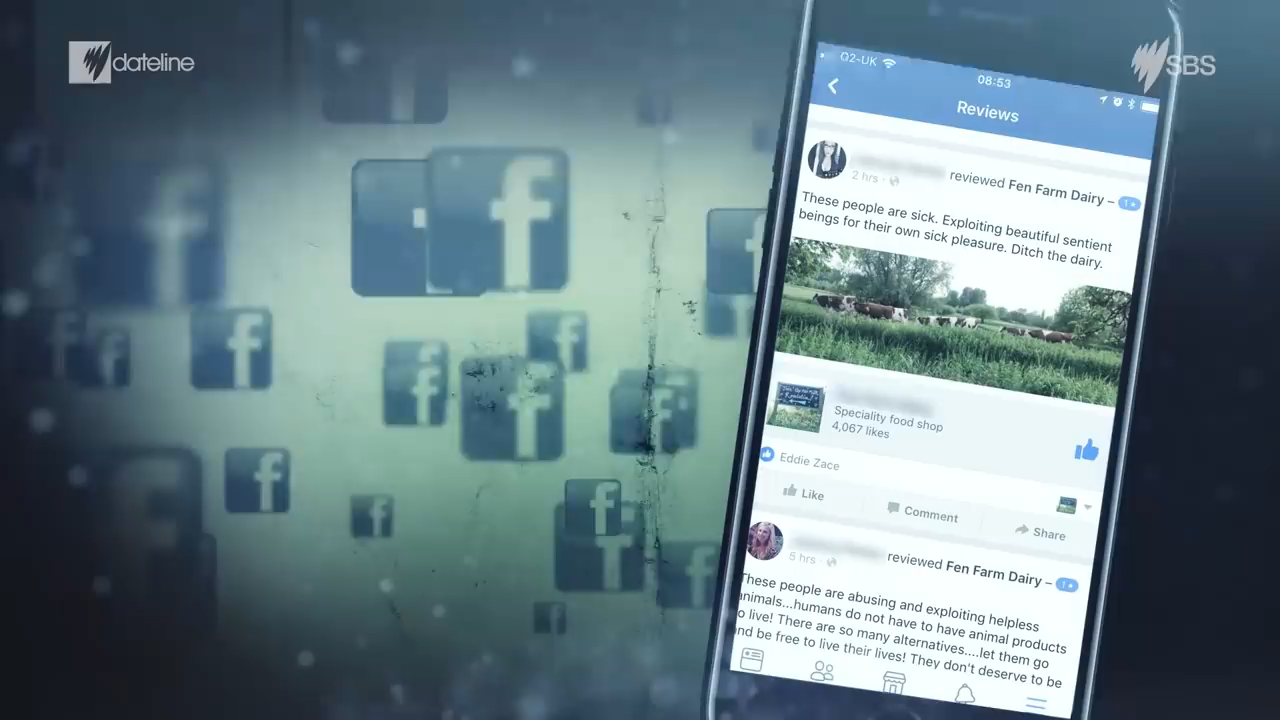 dateline
SBS
O2-UK
08:53
Reviews
reviewed Fen Farm Dairy – 1
2 hrs
These people are sick. Exploiting beautiful sentient
beings for their own sick pleasure. Ditch the dairy.
Speciality food shop
4,067 likes
Eddie Zace
Like
Comment
Share
reviewed Fen Farm Dairy – 1
5 hrs
These people are abusing and exploiting helpless
animals...humans do not have to have animal products
o live! There are so many alternatives....let them go
and be free to live their lives! They don't deserve to be